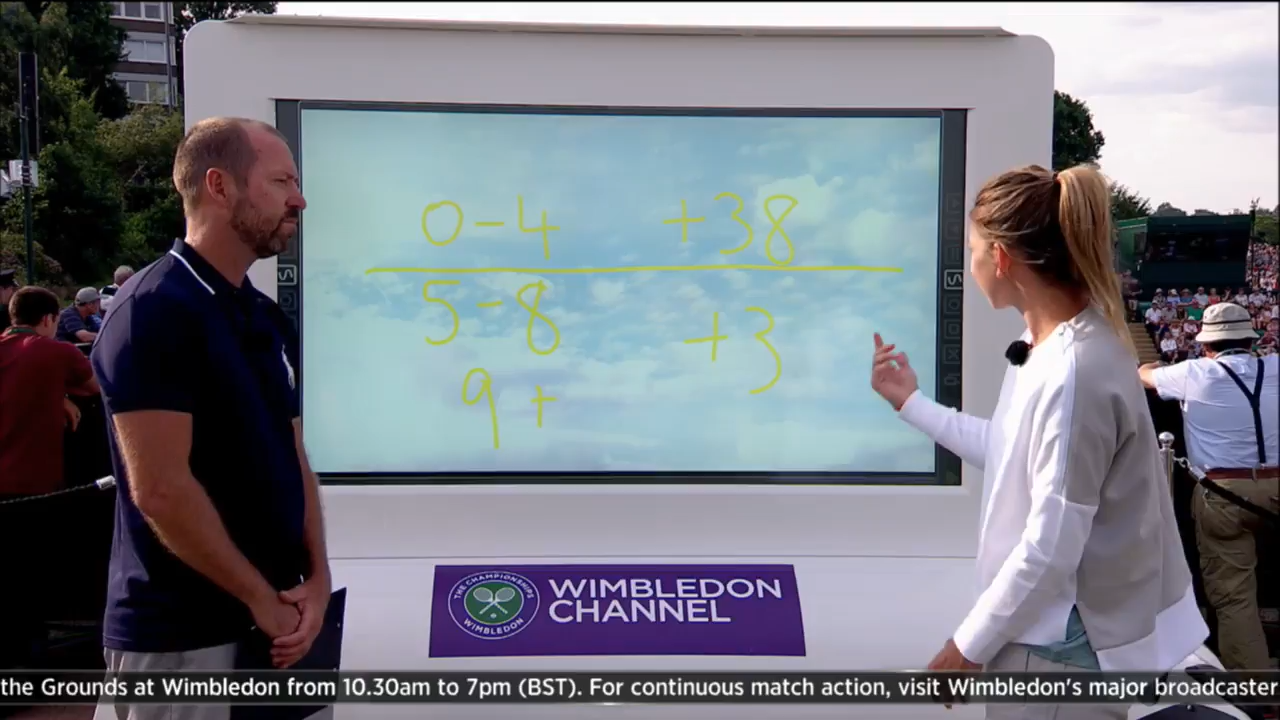 0-4 +38
5-8 +3
9+
THE CHAMPIONSHIPS
WIMBLEDON
WIMBLEDON
CHANNEL
the Grounds at Wimbledon from 10.30am to 7pm (BST). For continuous match action, visit Wimbledon's major broadcaster